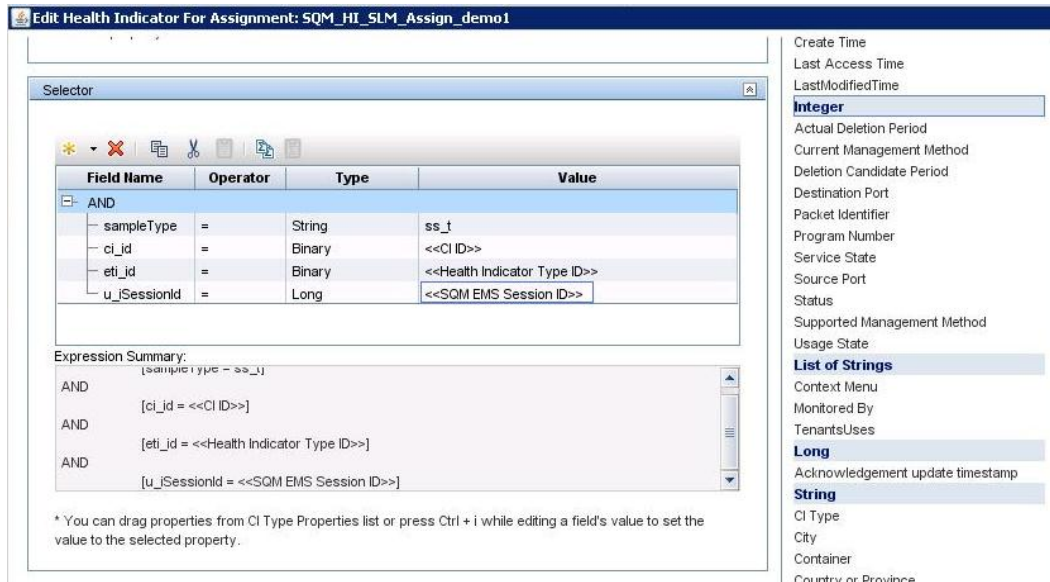 Edit Health Indicator For Assignment: SQM_HI_SLM_Assign_demo1
Selector
Field Name Operator Type Value
AND
sampleType = String ss_t
ci_id = Binary <<CI ID>>
eti_id = Binary <<Health Indicator Type ID>>
u_iSessionId = Long <<SQM EMS Session ID>>
Expression Summary:
[sampleType = ss_t]
AND
[ci_id = <<CI ID>>]
AND
[eti_id = <<Health Indicator Type ID>>]
AND
[u_iSessionId = <<SQM EMS Session ID>>]
* You can drag properties from CI Type Properties list or press Ctrl + i while editing a field's value to set the
value to the selected property.
Create Time
Last Access Time
LastModifiedTime
Integer
Actual Deletion Period
Current Management Method
Deletion Candidate Period
Destination Port
Packet Identifier
Program Number
Service State
Source Port
Status
Supported Management Method
Usage State
List of Strings
Context Menu
Monitored By
TenantsUses
Long
Acknowledgement update timestamp
String
CI Type
City
Container
Country or Province